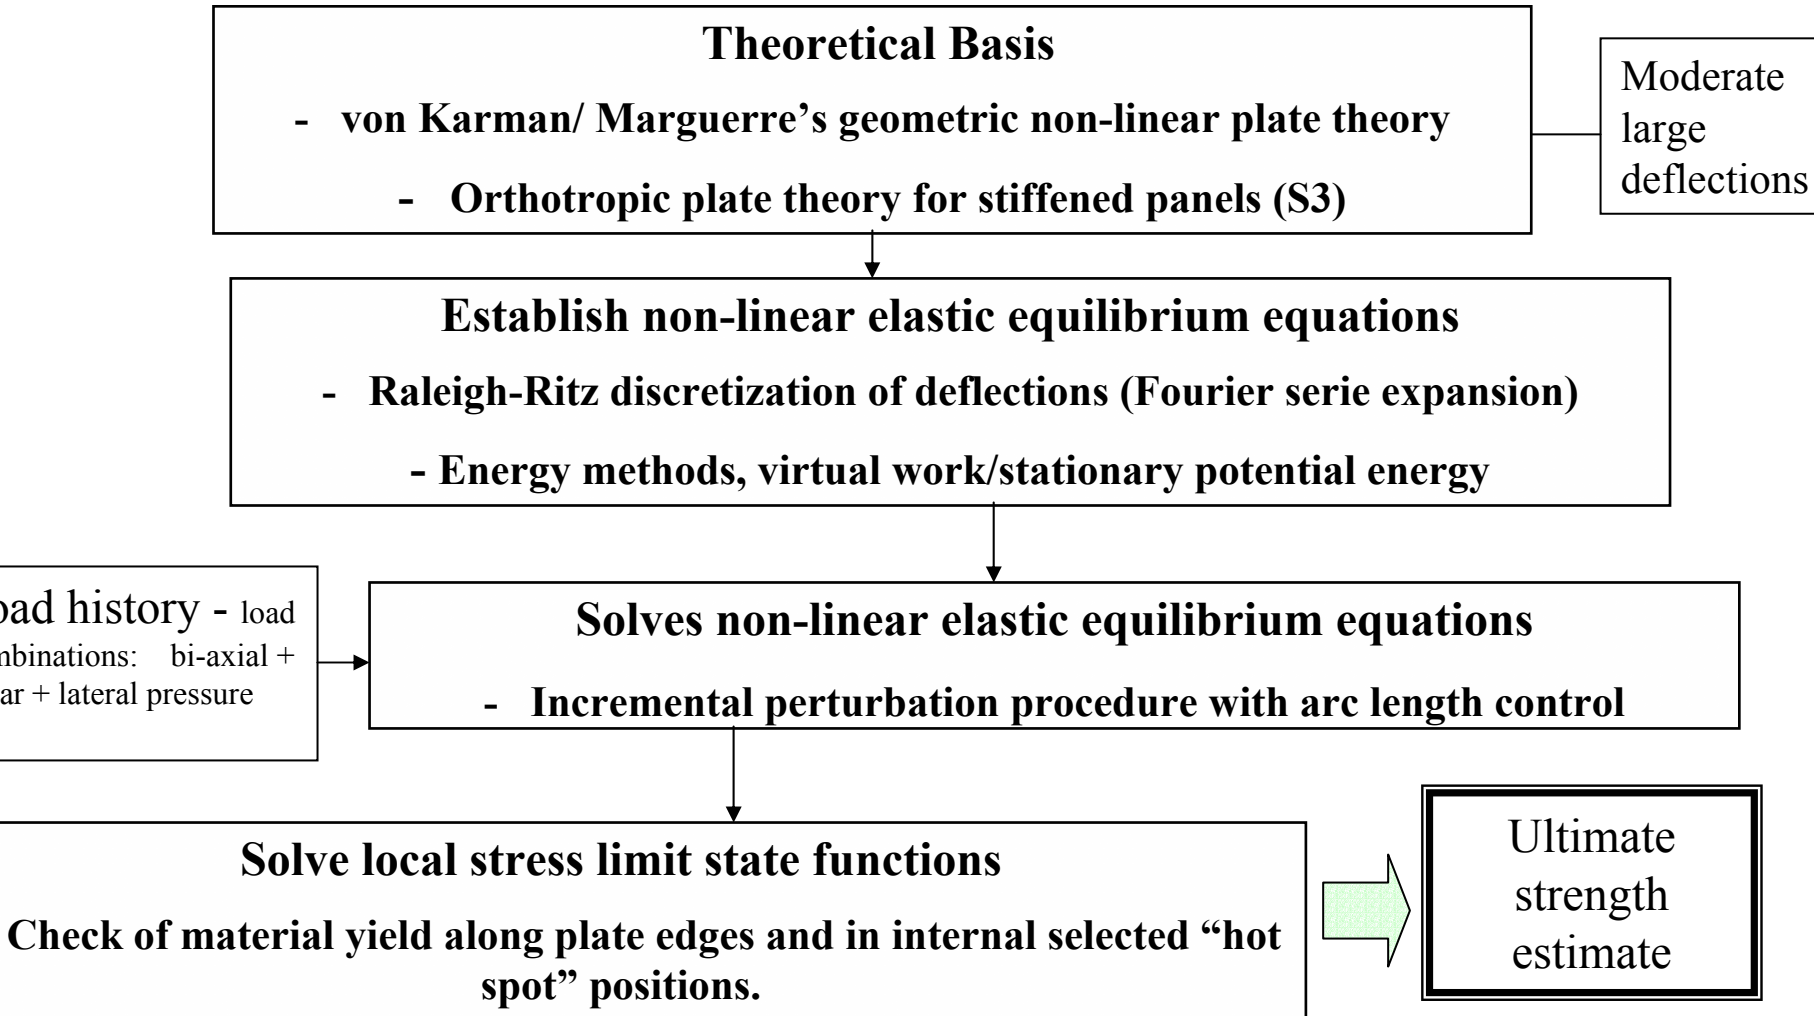 Theoretical Basis
- von Karman/ Marguerre’s geometric non-linear plate theory
- Orthotropic plate theory for stiffened panels (S3)
Moderate
large
deflections
Establish non-linear elastic equilibrium equations
- Raleigh-Ritz discretization of deflections (Fourier serie expansion)
- Energy methods, virtual work/stationary potential energy
history - load
bi-axial +
+ lateral pressure
Solves non-linear elastic equilibrium equations
- Incremental perturbation procedure with arc length control
Solve local stress limit state functions
Check of material yield along plate edges and in internal selected “hot
spot” positions.
Ultimate
strength
estimate